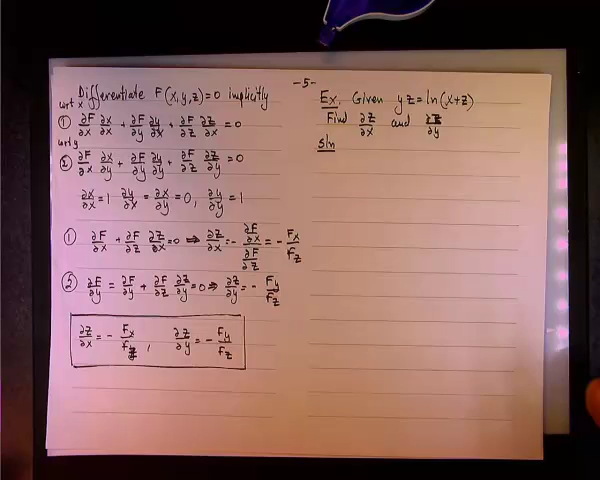 -5-
Differentiate F(x,y,z)=0 implicitly
wrt x
① ∂F/∂x ∂x/∂x + ∂F/∂y ∂y/∂x + ∂F/∂z ∂z/∂x = 0
wrt y
② ∂F/∂x ∂x/∂y + ∂F/∂y ∂y/∂y + ∂F/∂z ∂z/∂y = 0
∂x/∂x = 1 ∂y/∂x = ∂x/∂y = 0, ∂y/∂y = 1
① ∂F/∂x + ∂F/∂z ∂z/∂x = 0 ⇒ ∂z/∂x = - (∂F/∂x)/(∂F/∂z) = - Fx/Fz
② ∂F/∂y = ∂F/∂y + ∂F/∂z ∂z/∂y = 0 ⇒ ∂z/∂y = - Fy/Fz
∂z/∂x = - Fx/Fz , ∂z/∂y = - Fy/Fz
Ex. Given yz = ln(x+z)
Find ∂z/∂x and ∂z/∂y
sln